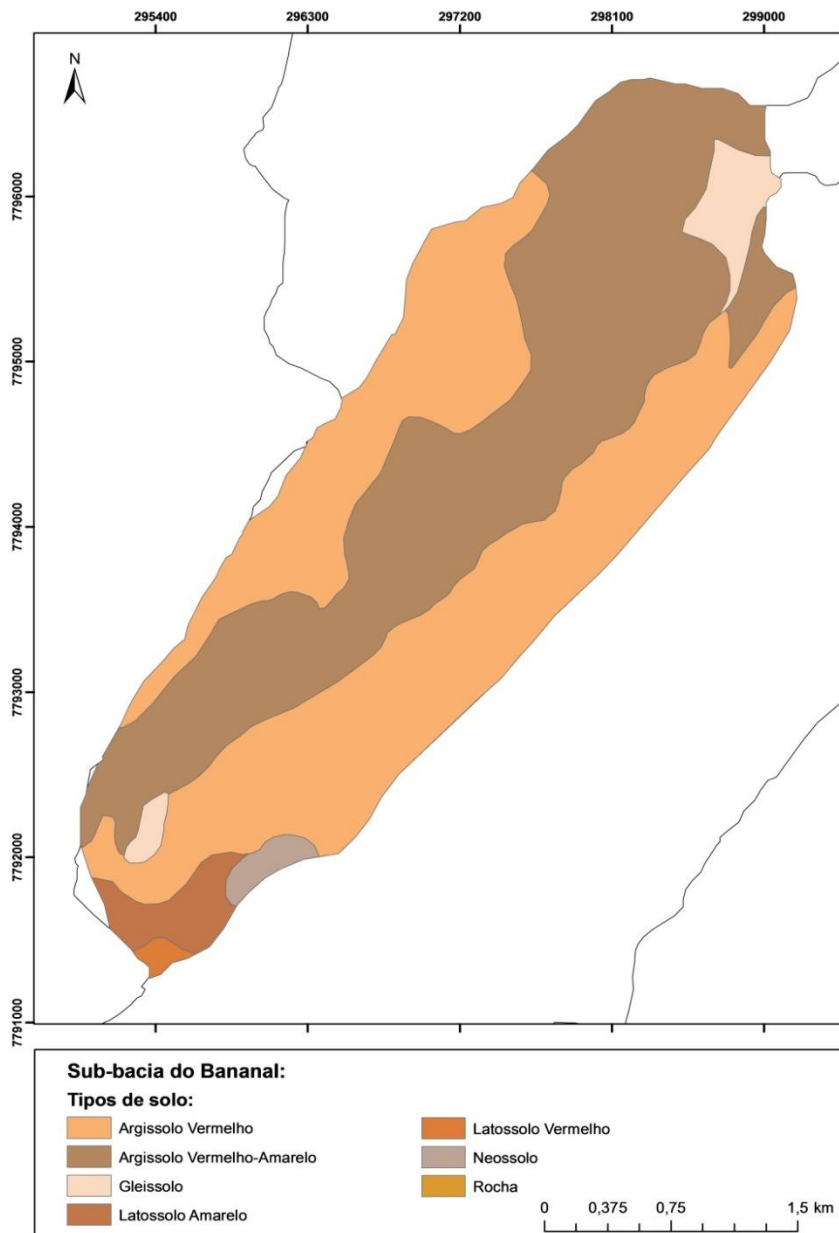 295400 296300 297200 298100 299000
N
7796000
7795000
7794000
7793000
7792000
7791000
Sub-bacia do Bananal:
Tipos de solo:
Argissolo Vermelho
Argissolo Vermelho-Amarelo
Gleissolo
Latossolo Amarelo
Latossolo Vermelho
Neossolo
Rocha
0 0,375 0,75 1,5 km